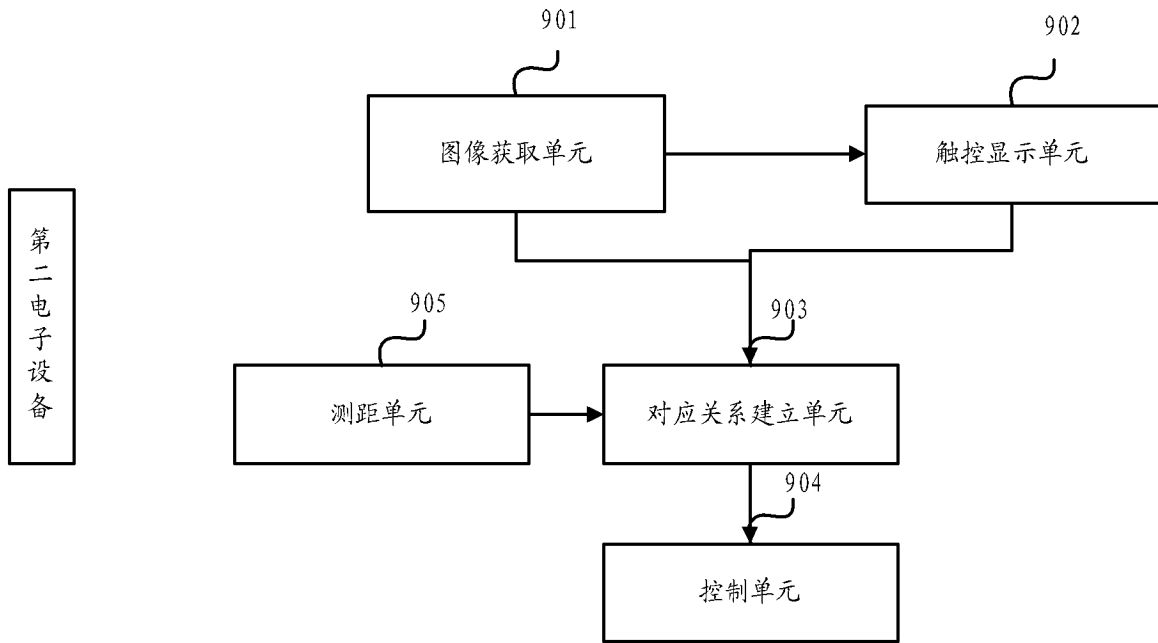 901
902
图像获取单元
触控显示单元
第二电子设备
905
903
测距单元
对应关系建立单元
904
控制单元